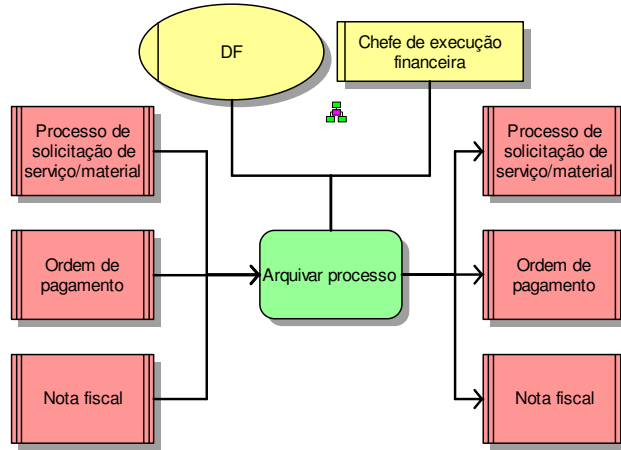 DF
Chefe de execução
financeira
Processo de
solicitação de
serviço/material
Processo de
solicitação de
serviço/material
Ordem de
pagamento
Arquivar processo
Ordem de
pagamento
Nota fiscal
Nota fiscal